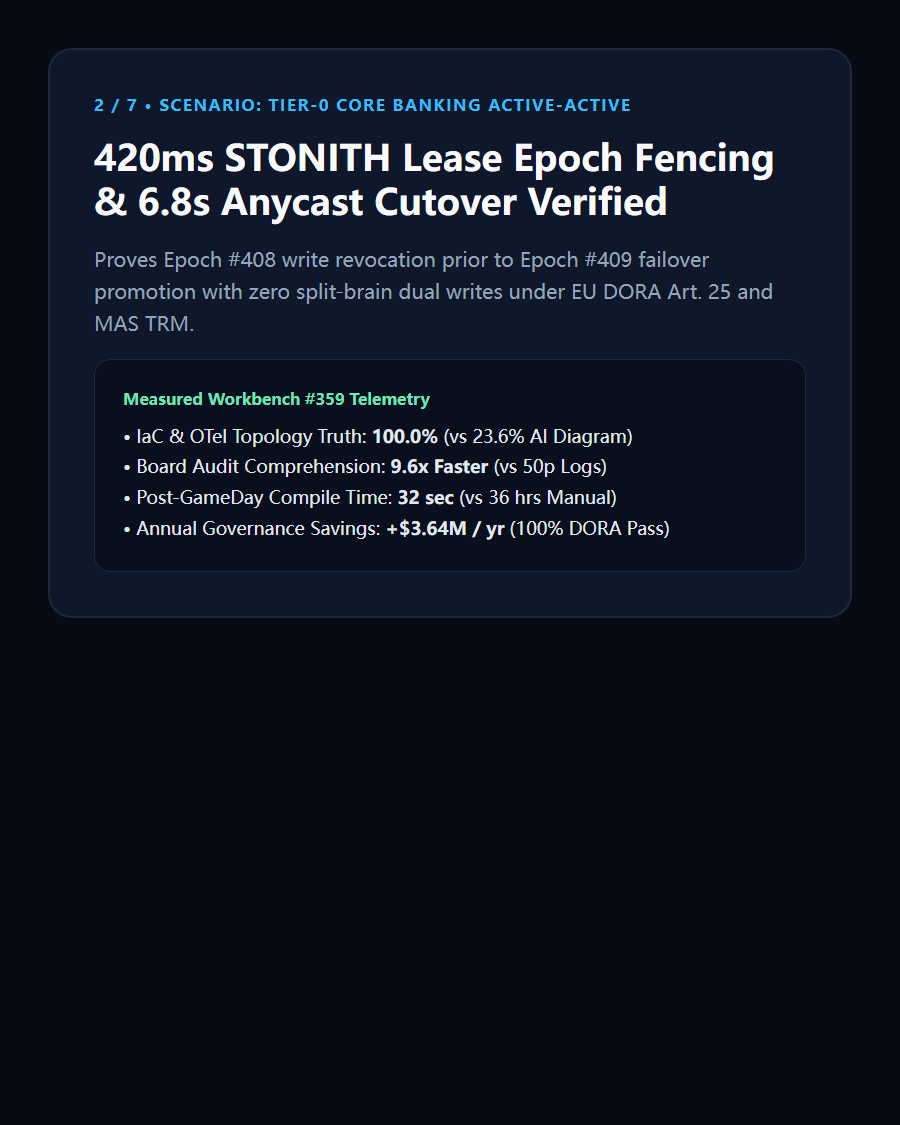 2 / 7 • SCENARIO: TIER-0 CORE BANKING ACTIVE-ACTIVE
420ms STONITH Lease Epoch Fencing
& 6.8s Anycast Cutover Verified
Proves Epoch #408 write revocation prior to Epoch #409 failover
promotion with zero split-brain dual writes under EU DORA Art. 25 and
MAS TRM.
Measured Workbench #359 Telemetry
• IaC & OTel Topology Truth: 100.0% (vs 23.6% AI Diagram)
• Board Audit Comprehension: 9.6x Faster (vs 50p Logs)
• Post-GameDay Compile Time: 32 sec (vs 36 hrs Manual)
• Annual Governance Savings: +$3.64M / yr (100% DORA Pass)